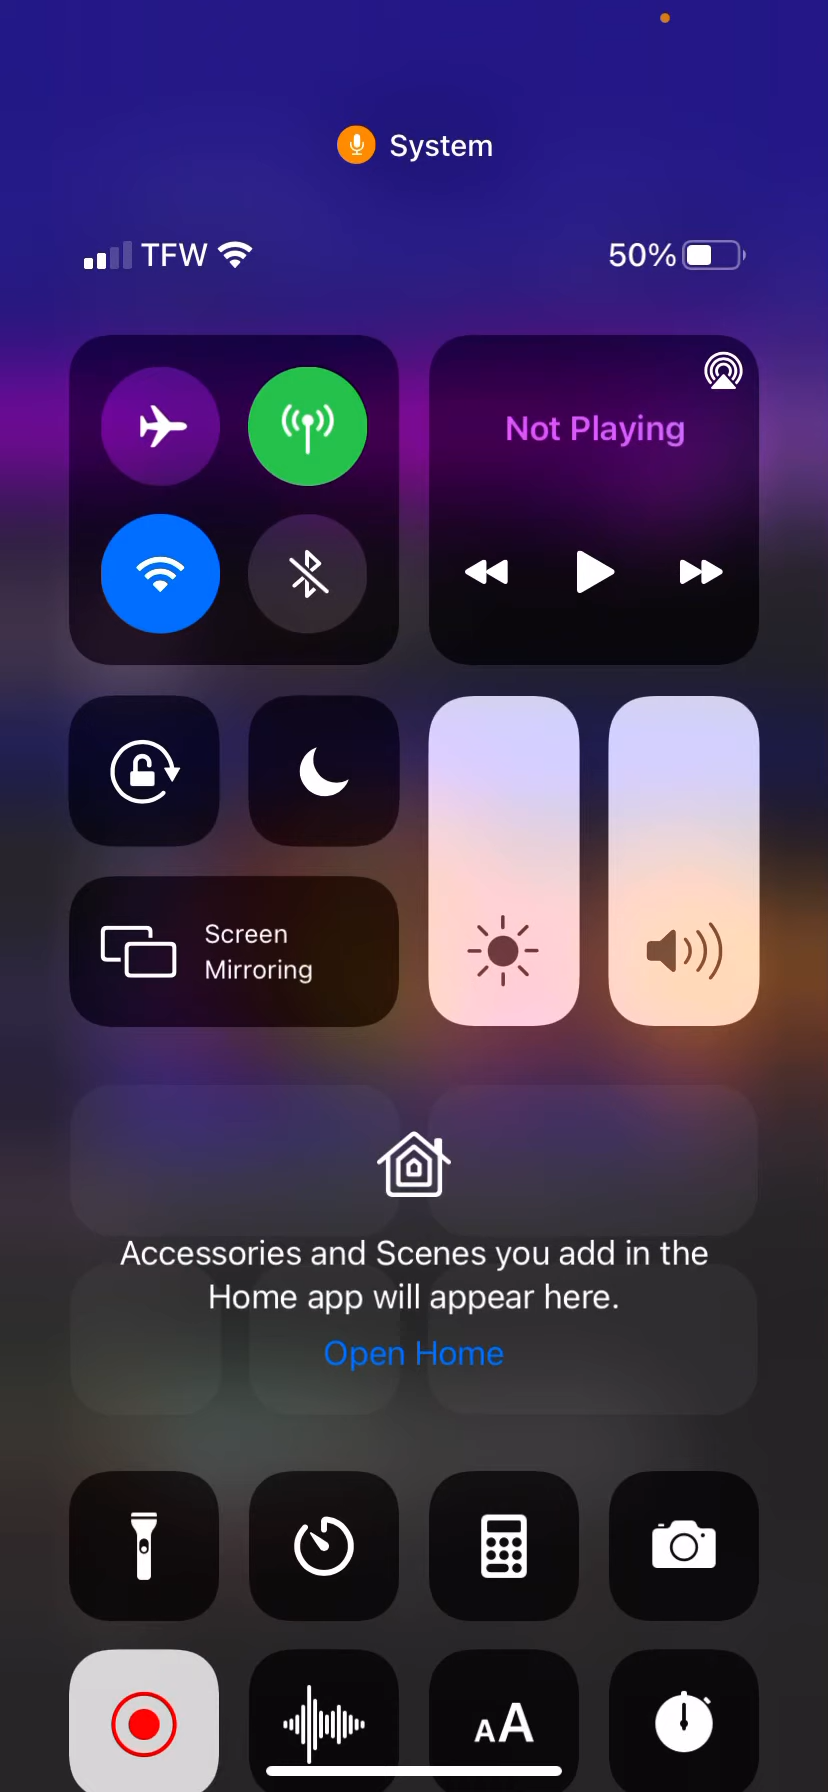 System
TFW
50%
Not Playing
Screen
Mirroring
Accessories and Scenes you add in the
Home app will appear here.
Open Home
AA